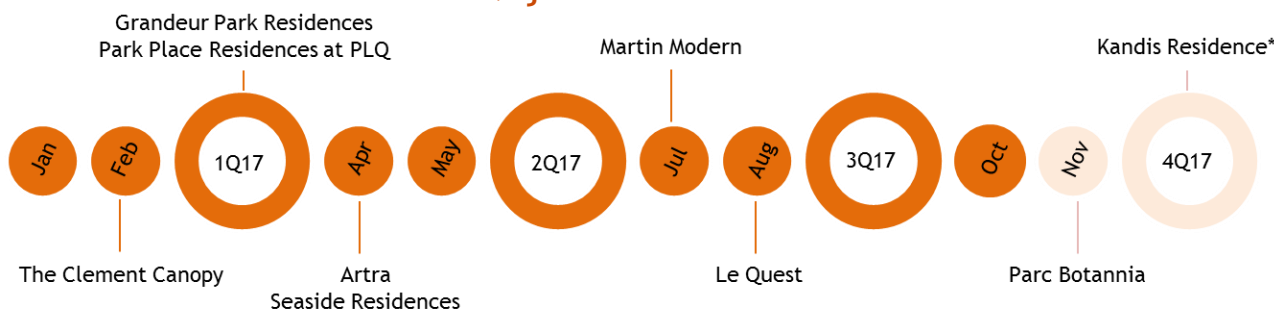 Grandeur Park Residences
Park Place Residences at PLQ
Martin Modern
Kandis Residence*
Jan
Feb
1Q17
Apr
May
2Q17
Jul
Aug
3Q17
Oct
Nov
4Q17
The Clement Canopy
Artra
Seaside Residences
Le Quest
Parc Botannia